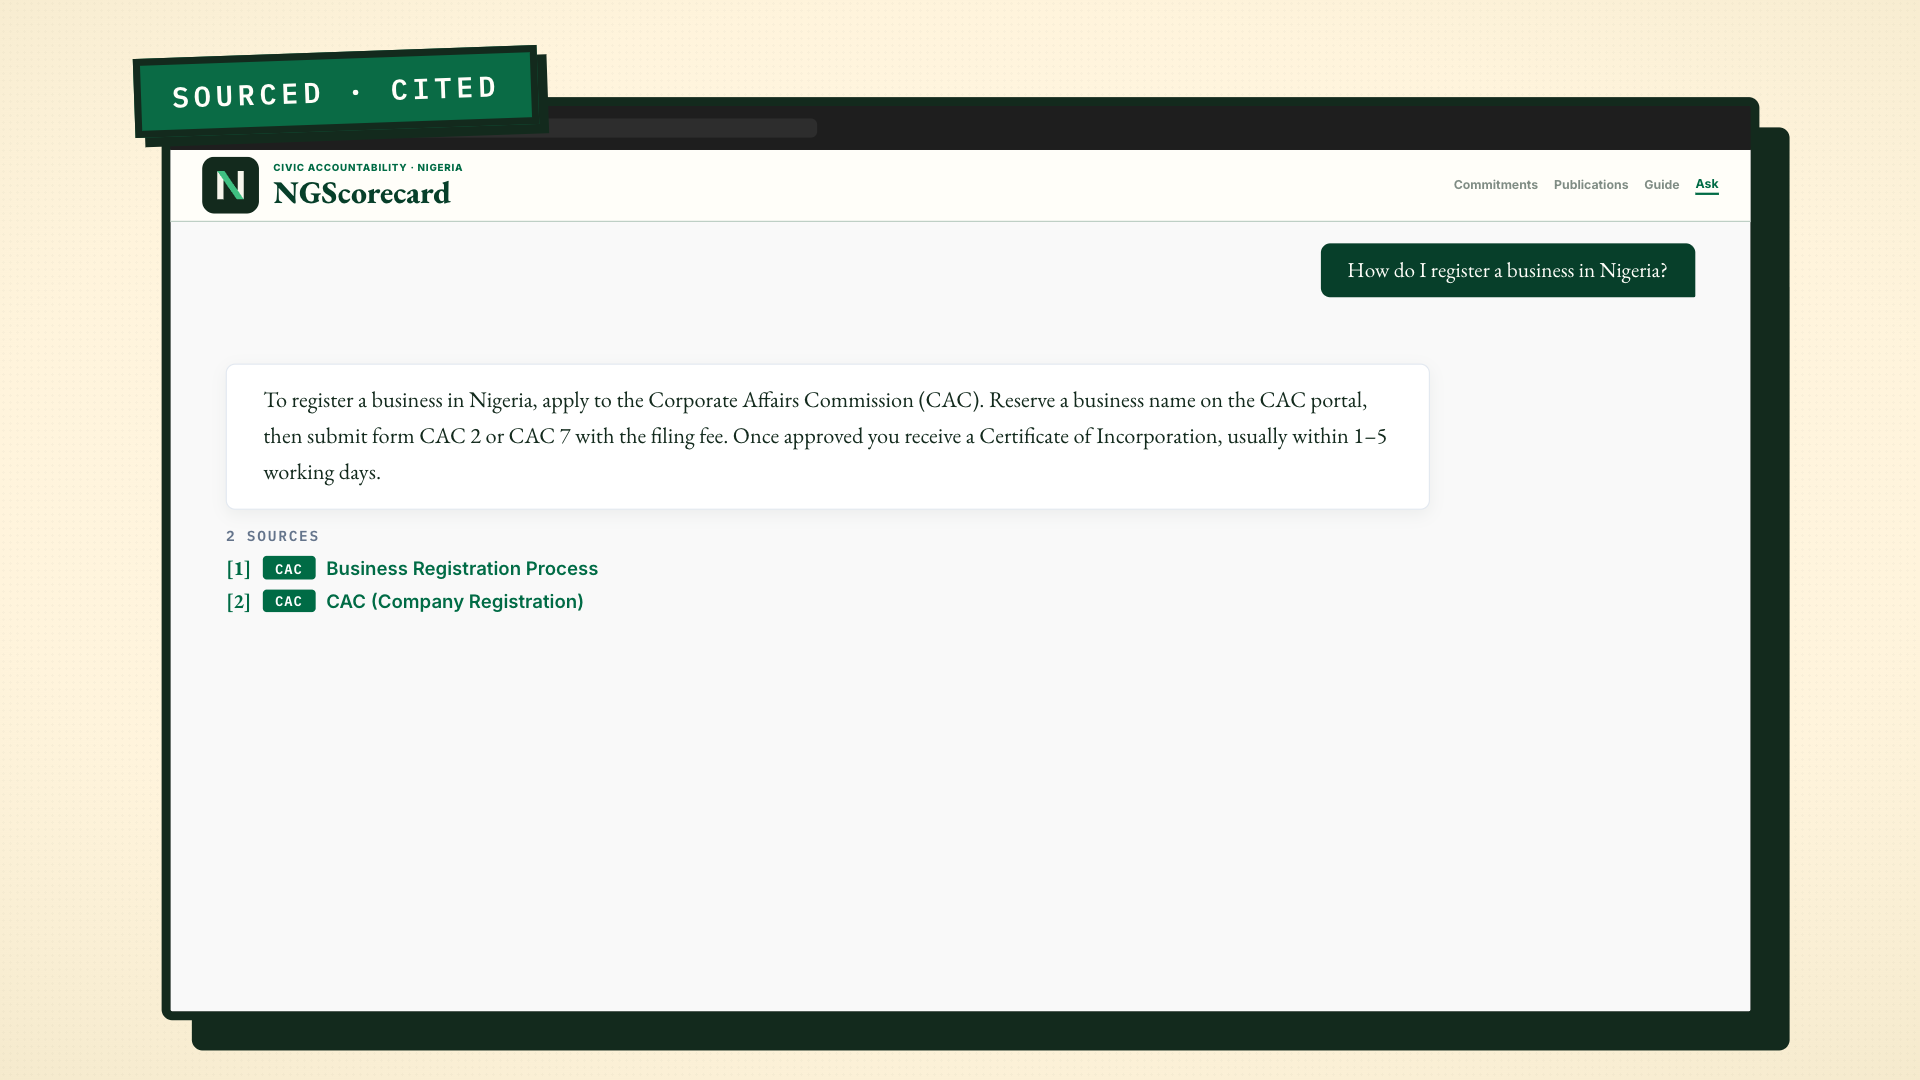 SOURCED · CITED
CIVIC ACCOUNTABILITY · NIGERIA
NGScorecard
Commitments Publications Guide Ask
How do I register a business in Nigeria?
To register a business in Nigeria, apply to the Corporate Affairs Commission (CAC). Reserve a business name on the CAC portal,
then submit form CAC 2 or CAC 7 with the filing fee. Once approved you receive a Certificate of Incorporation, usually within 1–5
working days.
2 SOURCES
[1] CAC Business Registration Process
[2] CAC CAC (Company Registration)